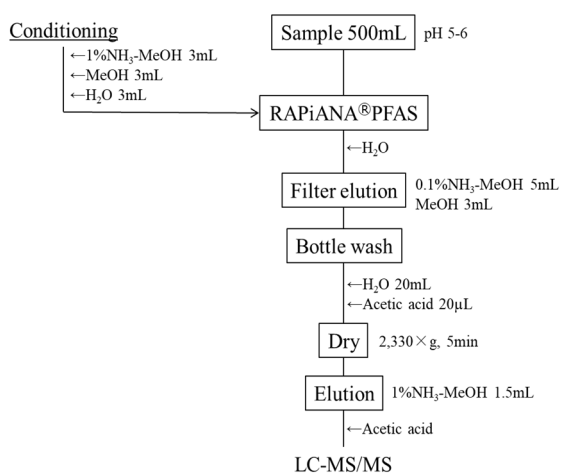 Conditioning
←1%NH₃-MeOH 3mL
←MeOH 3mL
←H₂O 3mL
Sample 500mL pH 5-6
RAPiANA®PFAS
←H₂O
Filter elution 0.1%NH₃-MeOH 5mL
MeOH 3mL
Bottle wash
←H₂O 20mL
←Acetic acid 20µL
Dry 2,330×g, 5min
Elution 1%NH₃-MeOH 1.5mL
←Acetic acid
LC-MS/MS